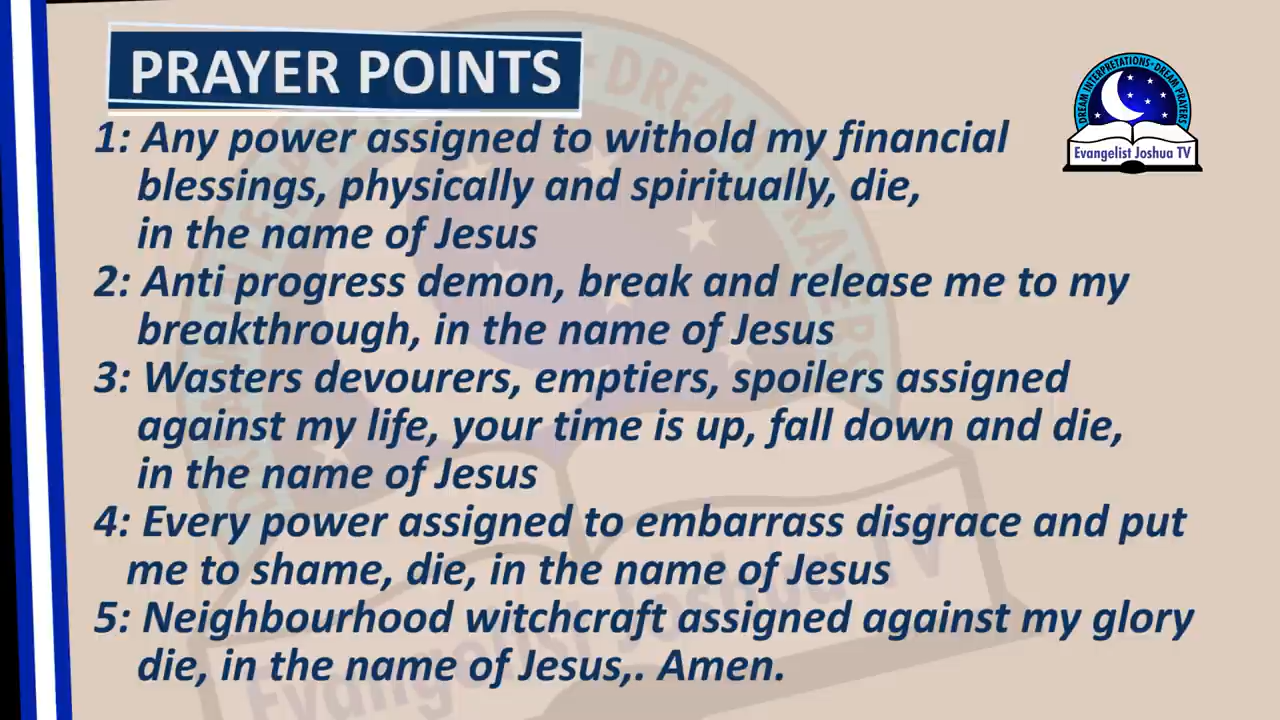 PRAYER POINTS
DREAM INTERPRETATIONS · DREAM PRAYERS
Evangelist Joshua TV
1: Any power assigned to withold my financial
blessings, physically and spiritually, die,
in the name of Jesus
2: Anti progress demon, break and release me to my
breakthrough, in the name of Jesus
3: Wasters devourers, emptiers, spoilers assigned
against my life, your time is up, fall down and die,
in the name of Jesus
4: Every power assigned to embarrass disgrace and put
me to shame, die, in the name of Jesus
5: Neighbourhood witchcraft assigned against my glory
die, in the name of Jesus,. Amen.
Evangelist Joshua TV